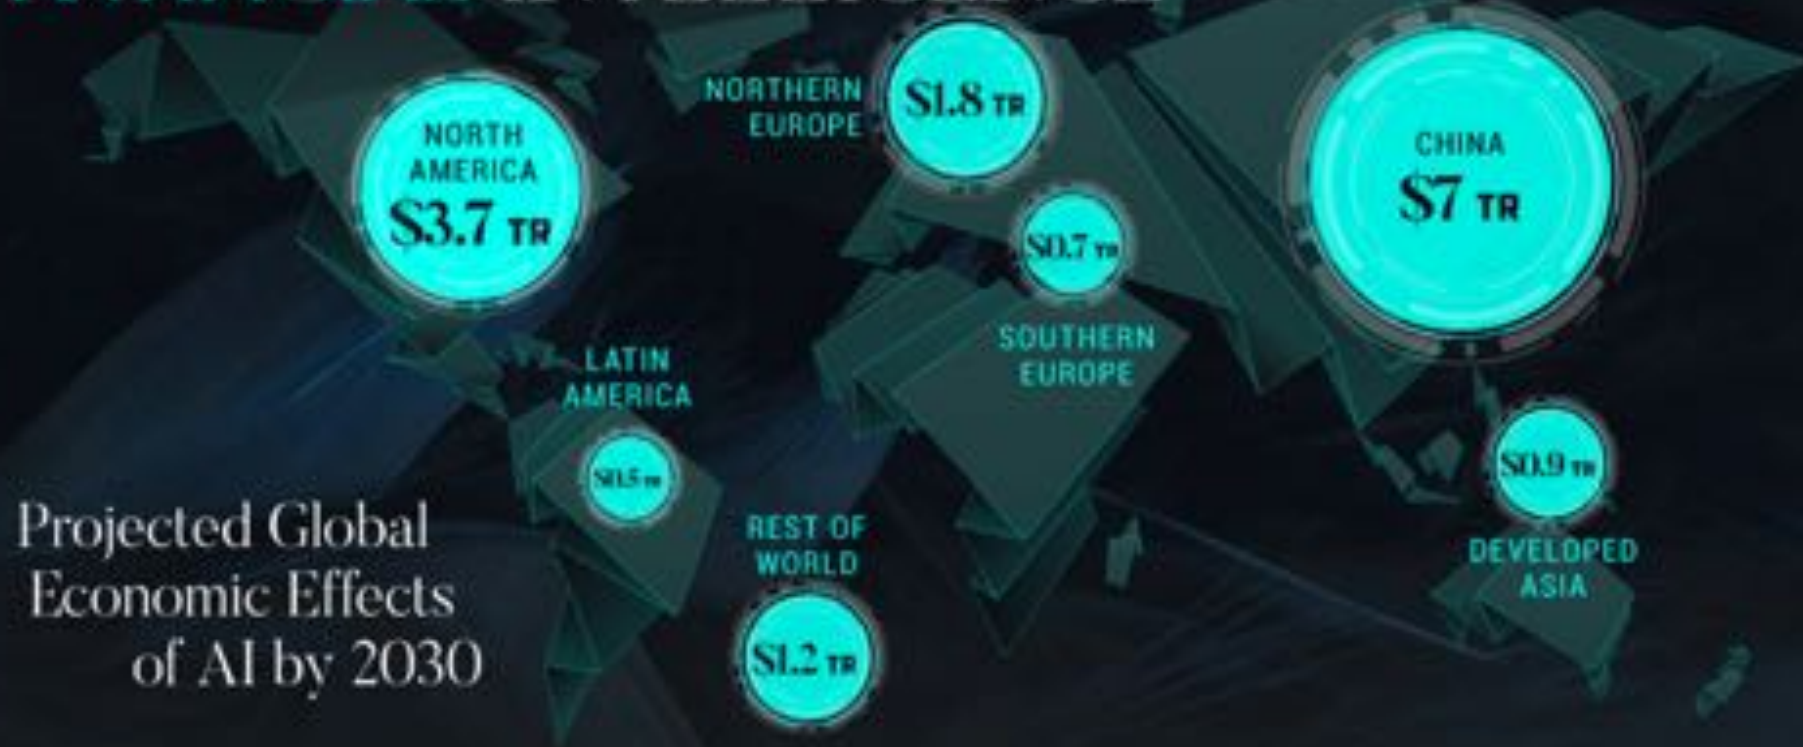 NORTH
AMERICA
$3.7 TR
NORTHERN
EUROPE
$1.8 TR
CHINA
$7 TR
$0.7 TR
SOUTHERN
EUROPE
LATIN
AMERICA
$0.5 TR
$0.9 TR
DEVELOPED
ASIA
REST OF
WORLD
$1.2 TR
Projected Global
Economic Effects
of AI by 2030